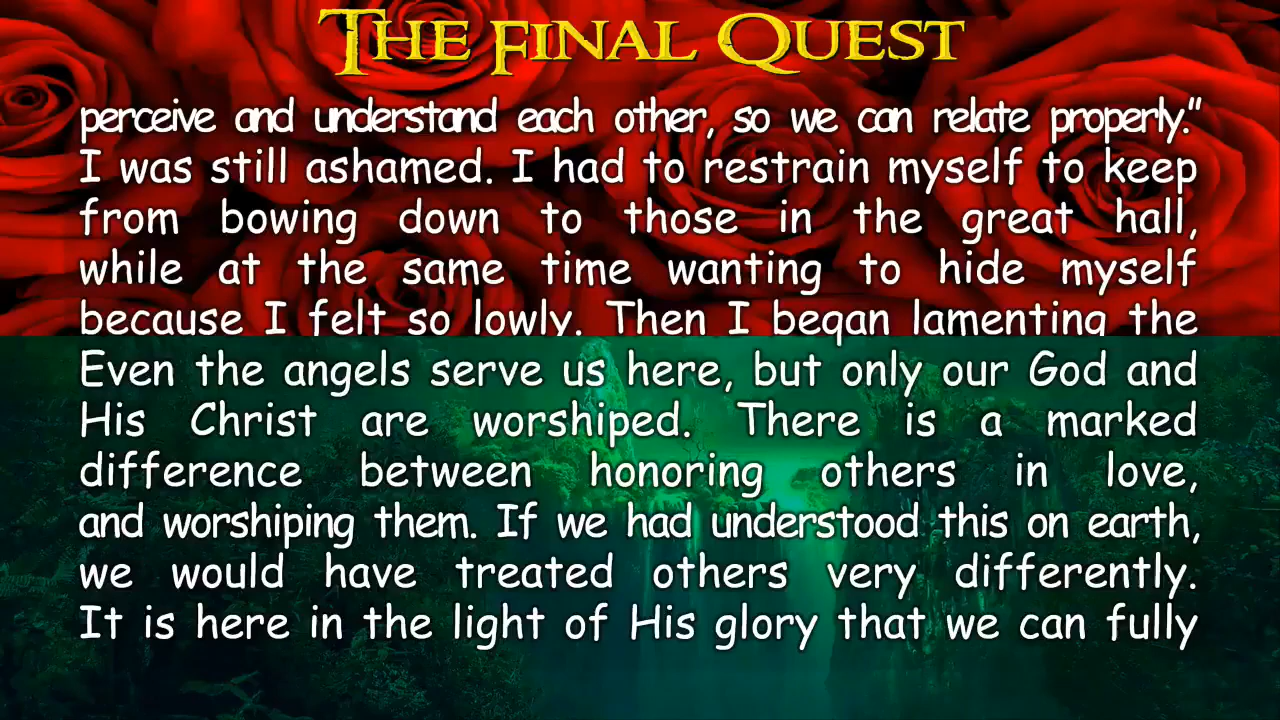 THE FINAL QUEST
perceive and understand each other, so we can relate properly."
I was still ashamed. I had to restrain myself to keep
from bowing down to those in the great hall,
while at the same time wanting to hide myself
because I felt so lowly. Then I began lamenting the
Even the angels serve us here, but only our God and
His Christ are worshiped. There is a marked
difference between honoring others in love,
and worshiping them. If we had understood this on earth,
we would have treated others very differently.
It is here in the light of His glory that we can fully